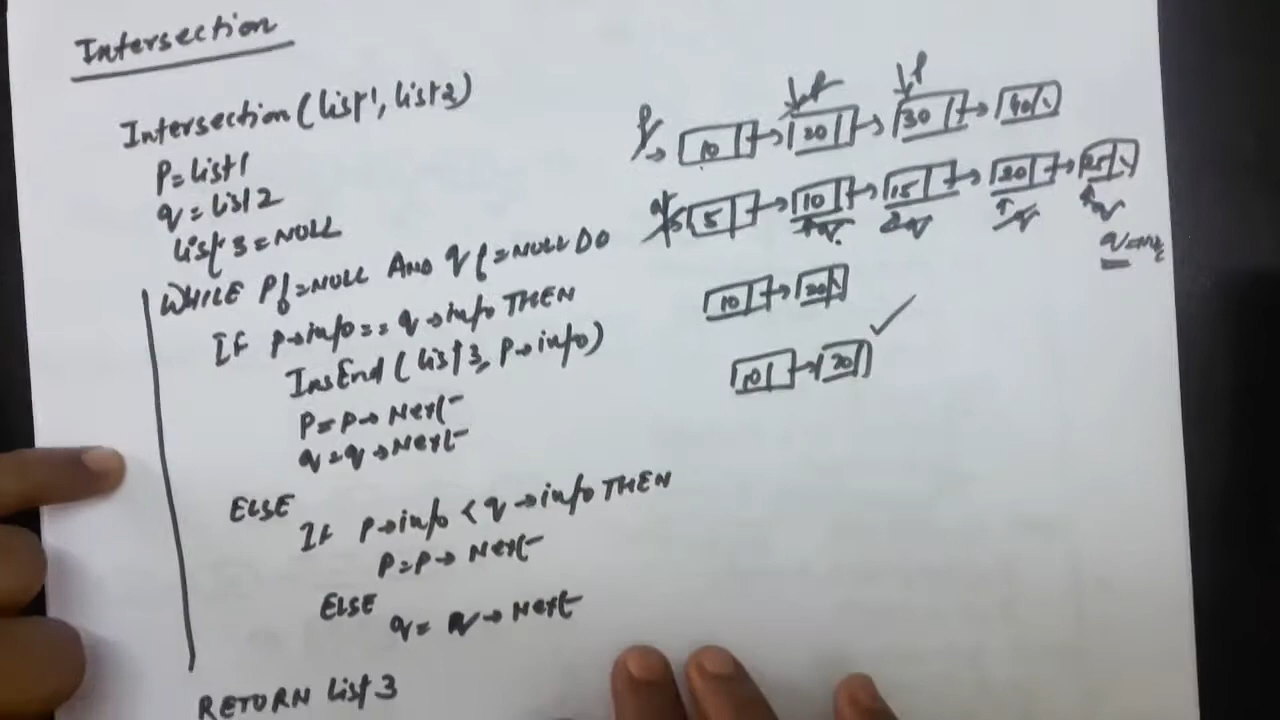 Intersection
Intersection (List1, List2)
P = List1
q = List2
List3 = NULL
WHILE P != NULL AND q != NULL DO
If p→info == q→info THEN
InsEnd (List3, p→info)
P = P→Next
q = q→Next
ELSE
If p→info < q→info THEN
P = P→Next
ELSE
q = q→Next
RETURN List3
P P P
10 20 30 40
q 5 10 15 20 25
q q q q
q = NULL
10 20
10 20